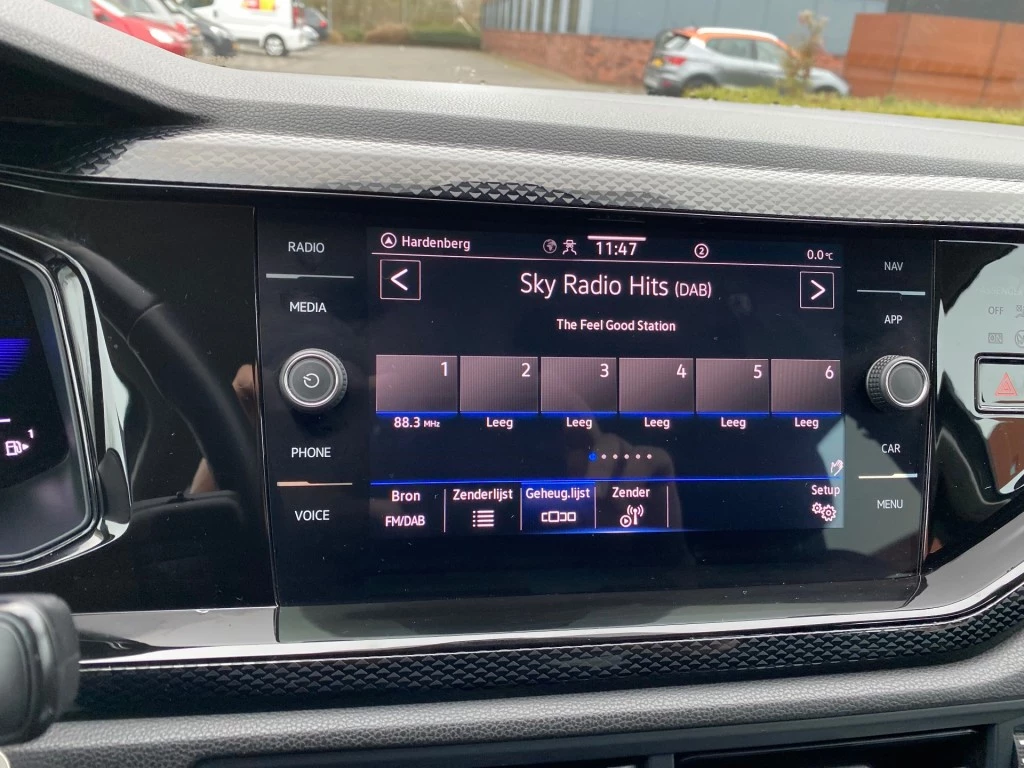 RADIO
MEDIA
PHONE
VOICE
Hardenberg 11:47 2 0.0 °C
< Sky Radio Hits (DAB) >
The Feel Good Station
1 2 3 4 5 6
88.3 MHz Leeg Leeg Leeg Leeg Leeg
Bron Zenderlijst Geheug.lijst Zender Setup
FM/DAB
NAV
APP
CAR
MENU
OFF
1